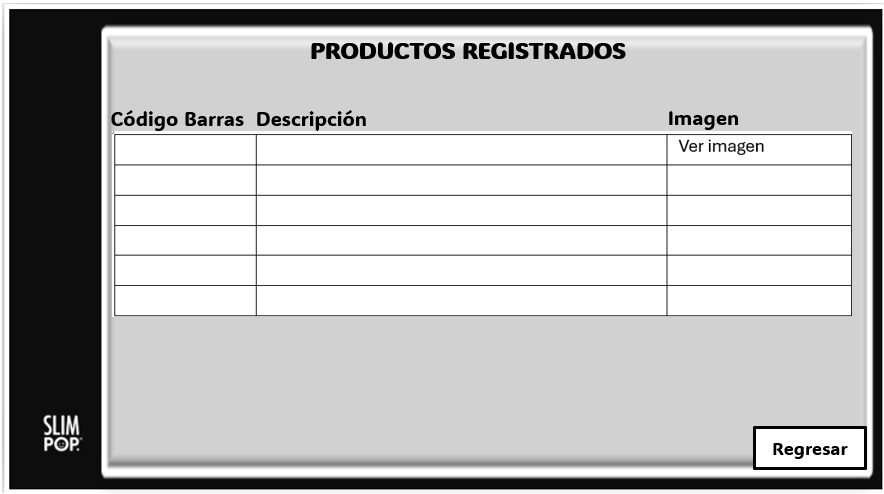 PRODUCTOS REGISTRADOS
Código Barras Descripción Imagen
Ver imagen
SLIM
POP.
Regresar